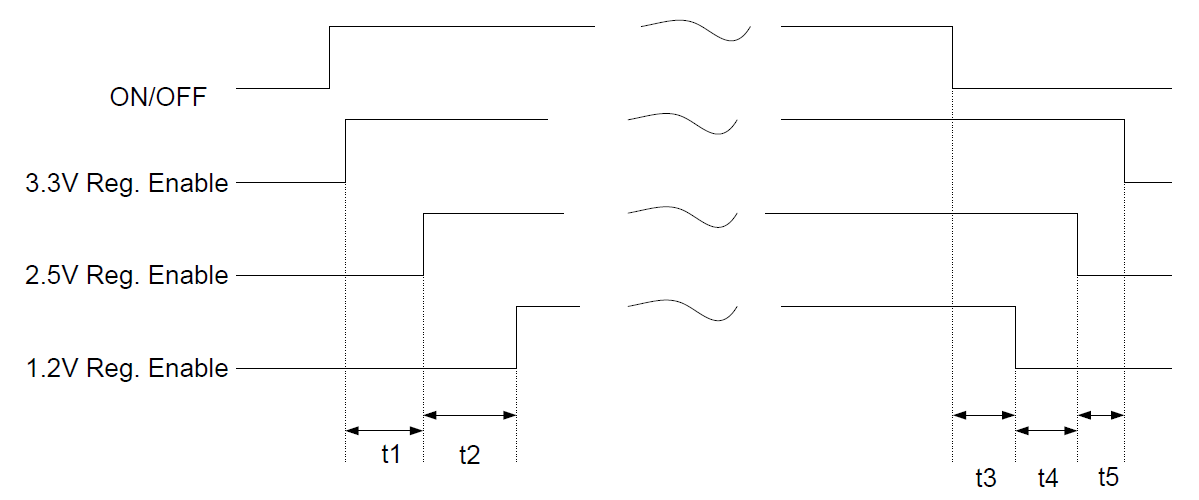 ON/OFF
3.3V Reg. Enable
2.5V Reg. Enable
1.2V Reg. Enable
t1 t2
t3 t4 t5